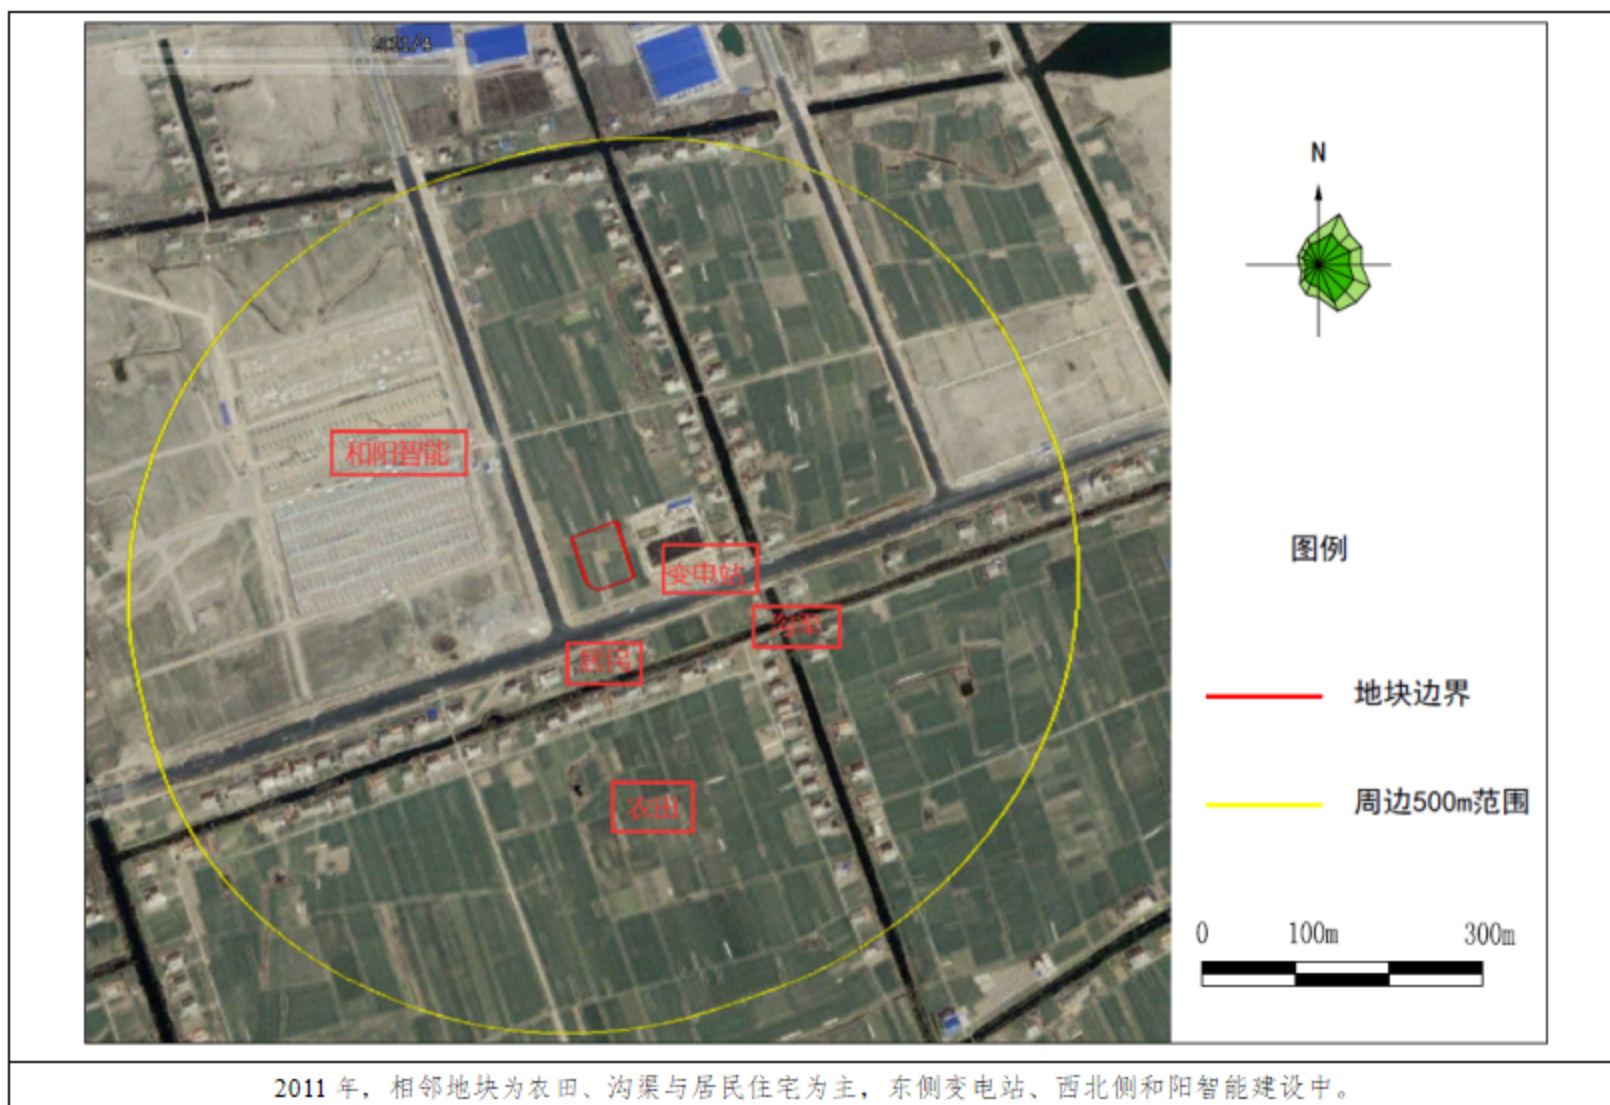 2011/4
N
和阳智能
图例
变电站
沟渠
居民
地块边界
农田
周边500m范围
0 100m 300m
2011 年，相邻地块为农田、沟渠与居民住宅为主，东侧变电站、西北侧和阳智能建设中。